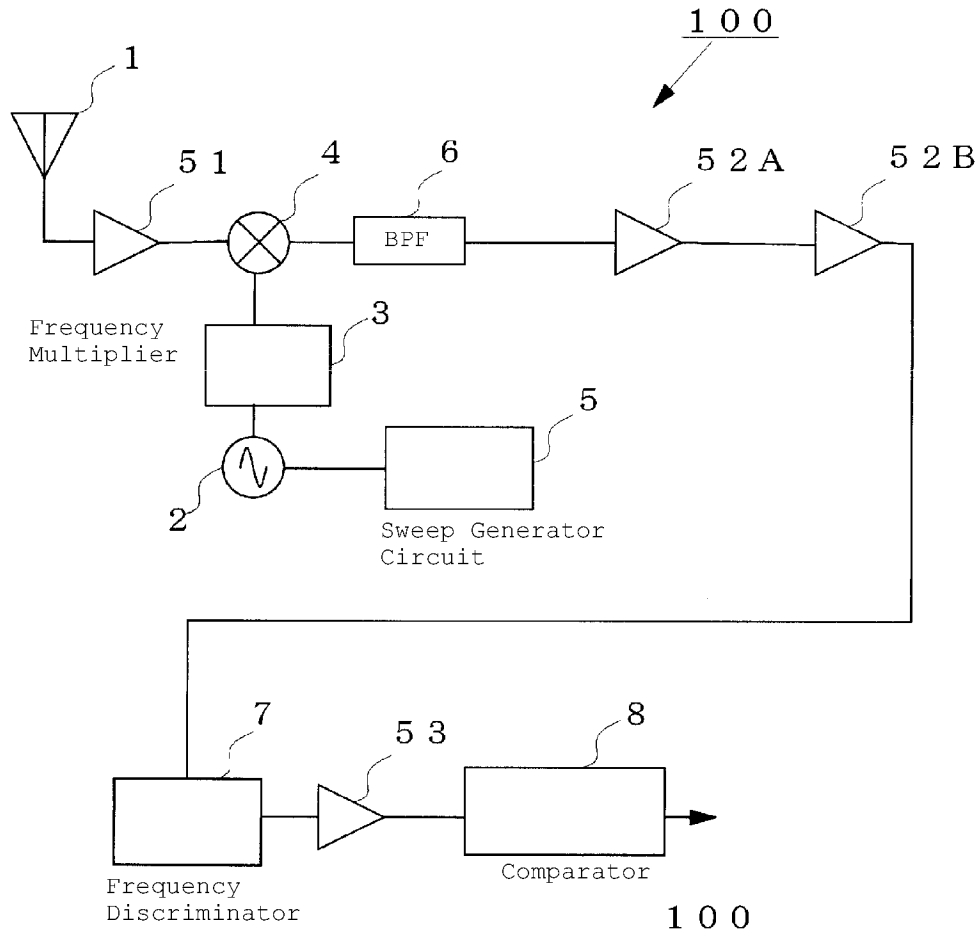 １００
1
５１
4
6
５２A
５２B
BPF
3
Frequency
Multiplier
5
2
Sweep Generator
Circuit
7
５３
8
Comparator
Frequency
Discriminator
１００